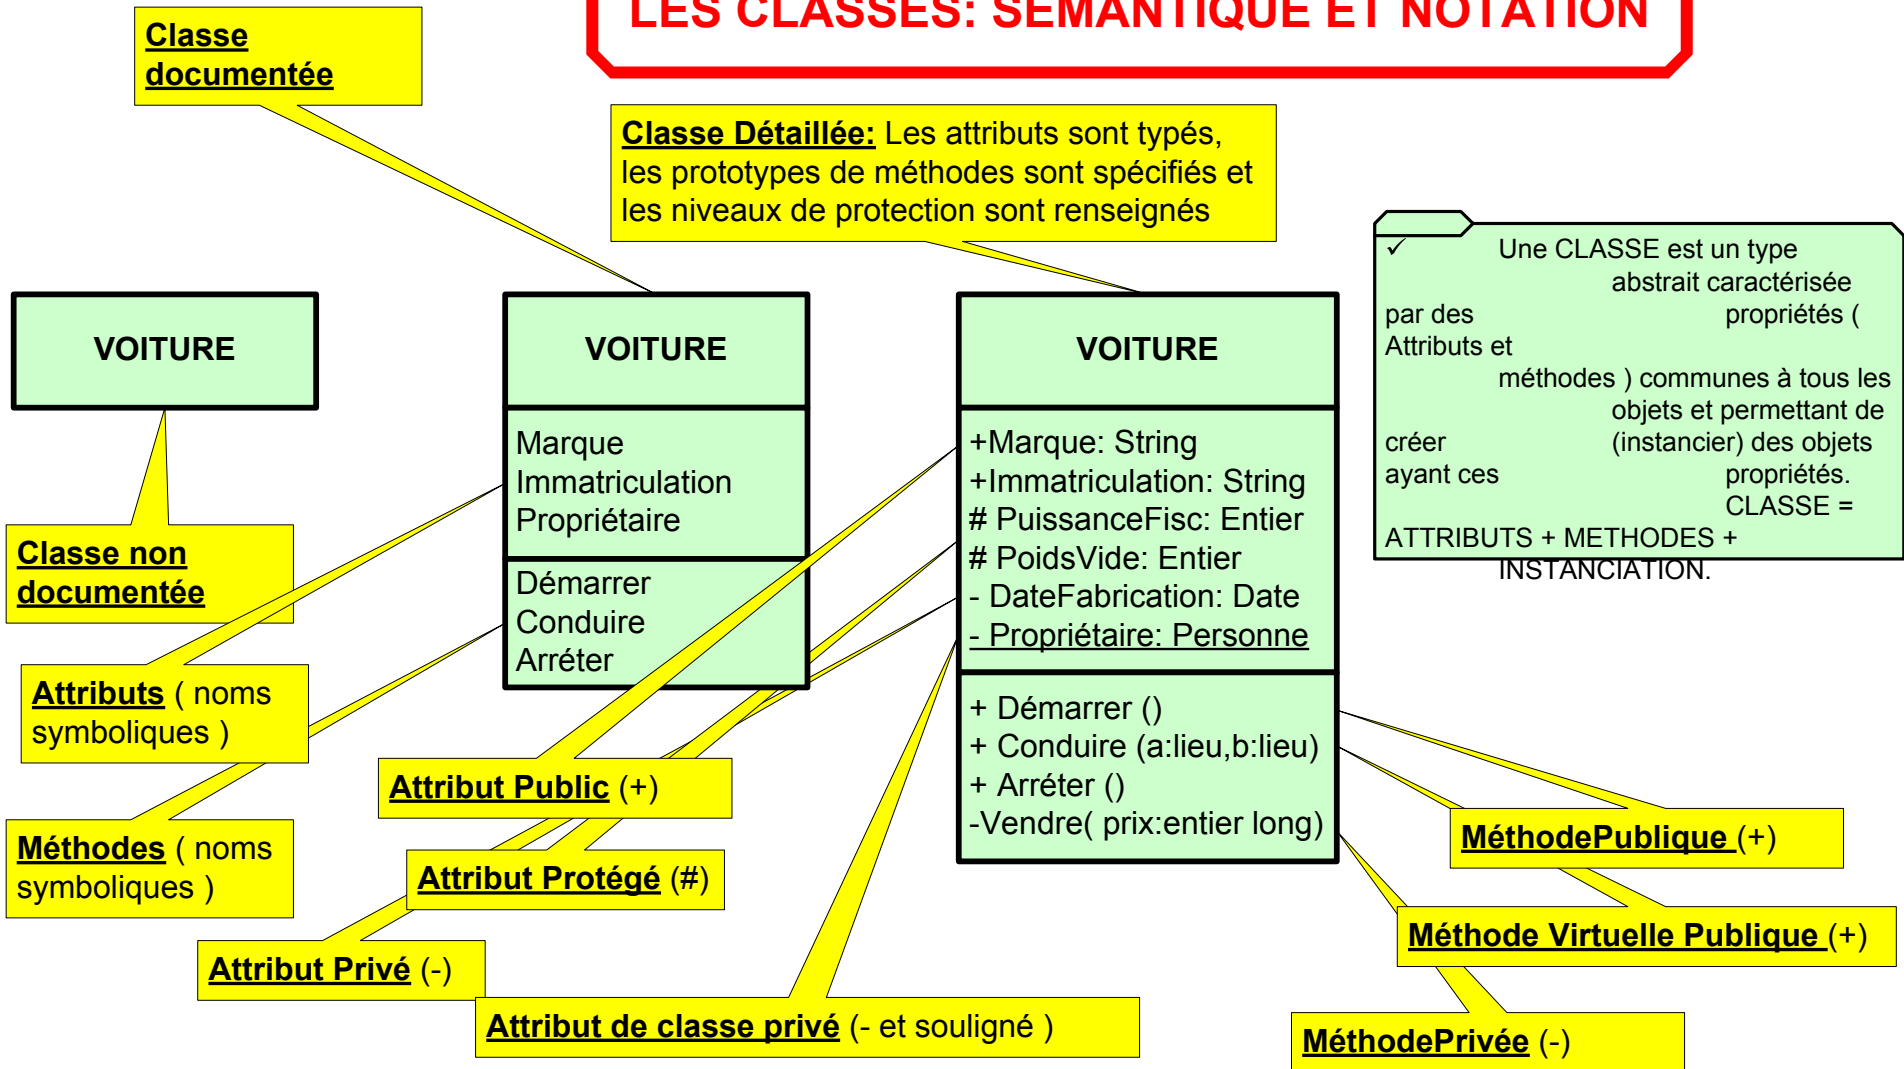 LES CLASSES: SEMANTIQUE ET NOTATION
Classe
documentée
Classe Détaillée: Les attributs sont typés,
les prototypes de méthodes sont spécifiés et
les niveaux de protection sont renseignés
✓ Une CLASSE est un type
abstrait caractérisée
par des propriétés (
Attributs et
méthodes ) communes à tous les
objets et permettant de
créer (instancier) des objets
ayant ces propriétés.
CLASSE =
ATTRIBUTS + METHODES +
INSTANCIATION.
VOITURE
Classe non
documentée
VOITURE
Marque
Immatriculation
Propriétaire
Démarrer
Conduire
Arréter
Attributs ( noms
symboliques )
Méthodes ( noms
symboliques )
VOITURE
+Marque: String
+Immatriculation: String
# PuissanceFisc: Entier
# PoidsVide: Entier
- DateFabrication: Date
- Propriétaire: Personne
+ Démarrer ()
+ Conduire (a:lieu,b:lieu)
+ Arréter ()
-Vendre( prix:entier long)
Attribut Public (+)
Attribut Protégé (#)
Attribut Privé (-)
Attribut de classe privé (- et souligné )
MéthodePublique (+)
Méthode Virtuelle Publique (+)
MéthodePrivée (-)